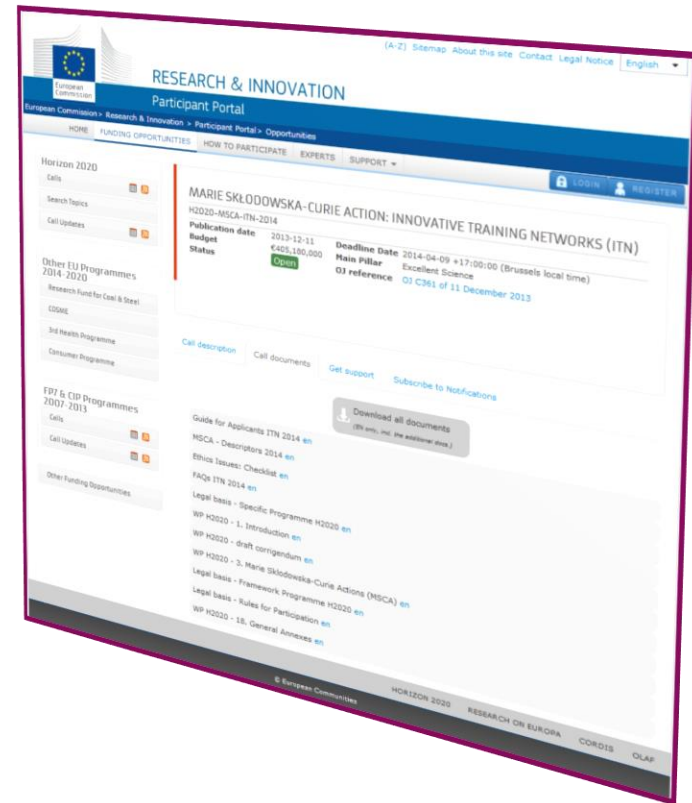 (A-Z) Sitemap About this site Contact Legal Notice English
European
Commission
RESEARCH & INNOVATION
Participant Portal
European Commission > Research & Innovation > Participant Portal > Opportunities
HOME FUNDING OPPORTUNITIES HOW TO PARTICIPATE EXPERTS SUPPORT
LOGIN REGISTER
Horizon 2020
Calls
Search Topics
Call Updates
Other EU Programmes
2014-2020
Research Fund for Coal & Steel
COSME
3rd Health Programme
Consumer Programme
FP7 & CIP Programmes
2007-2013
Calls
Call Updates
Other Funding Opportunities
MARIE SKŁODOWSKA-CURIE ACTION: INNOVATIVE TRAINING NETWORKS (ITN)
H2020-MSCA-ITN-2014
Publication date 2013-12-11 Deadline Date 2014-04-09 +17:00:00 (Brussels local time)
Budget €405,180,000 Main Pillar Excellent Science
Status Open OJ reference OJ C361 of 11 December 2013
Call description Call documents Get support Subscribe to Notifications
Download all documents
(EN only, incl. the additional docs.)
Guide for Applicants ITN 2014 en
MSCA - Descriptors 2014 en
Ethics Issues: Checklist en
FAQs ITN 2014 en
Legal basis - Specific Programme H2020 en
WP H2020 - 1. Introduction en
WP H2020 - draft corrigendum en
WP H2020 - 3. Marie Sklodowska-Curie Actions (MSCA) en
Legal basis - Framework Programme H2020 en
Legal basis - Rules for Participation en
WP H2020 - 18. General Annexes en
© European Communities HORIZON 2020 RESEARCH ON EUROPA CORDIS OLAF